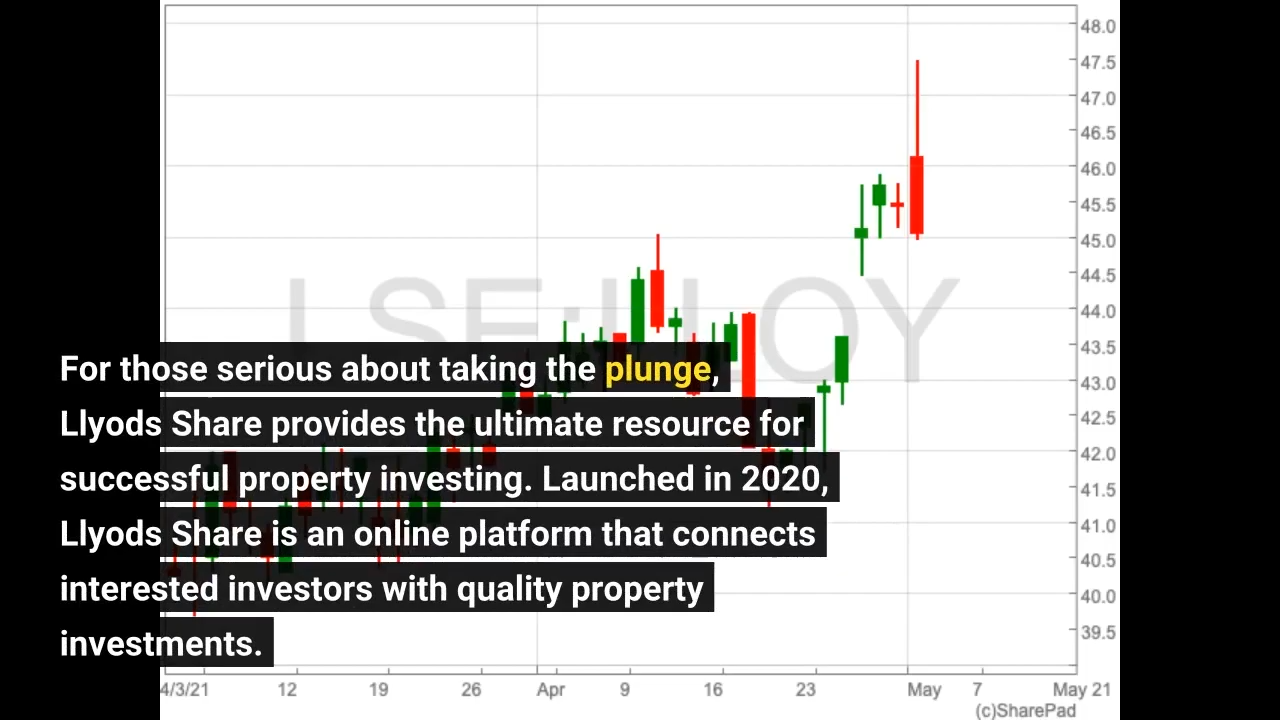 48.0
47.5
47.0
46.5
46.0
45.5
45.0
44.5
44.0
43.5
43.0
42.5
42.0
41.5
41.0
40.5
40.0
39.5
LSE:LLOY
For those serious about taking the plunge,
Llyods Share provides the ultimate resource for
successful property investing. Launched in 2020,
Llyods Share is an online platform that connects
interested investors with quality property
investments.
4/3/21 12 19 26 Apr 9 16 23 May 7 May 21
(c)SharePad